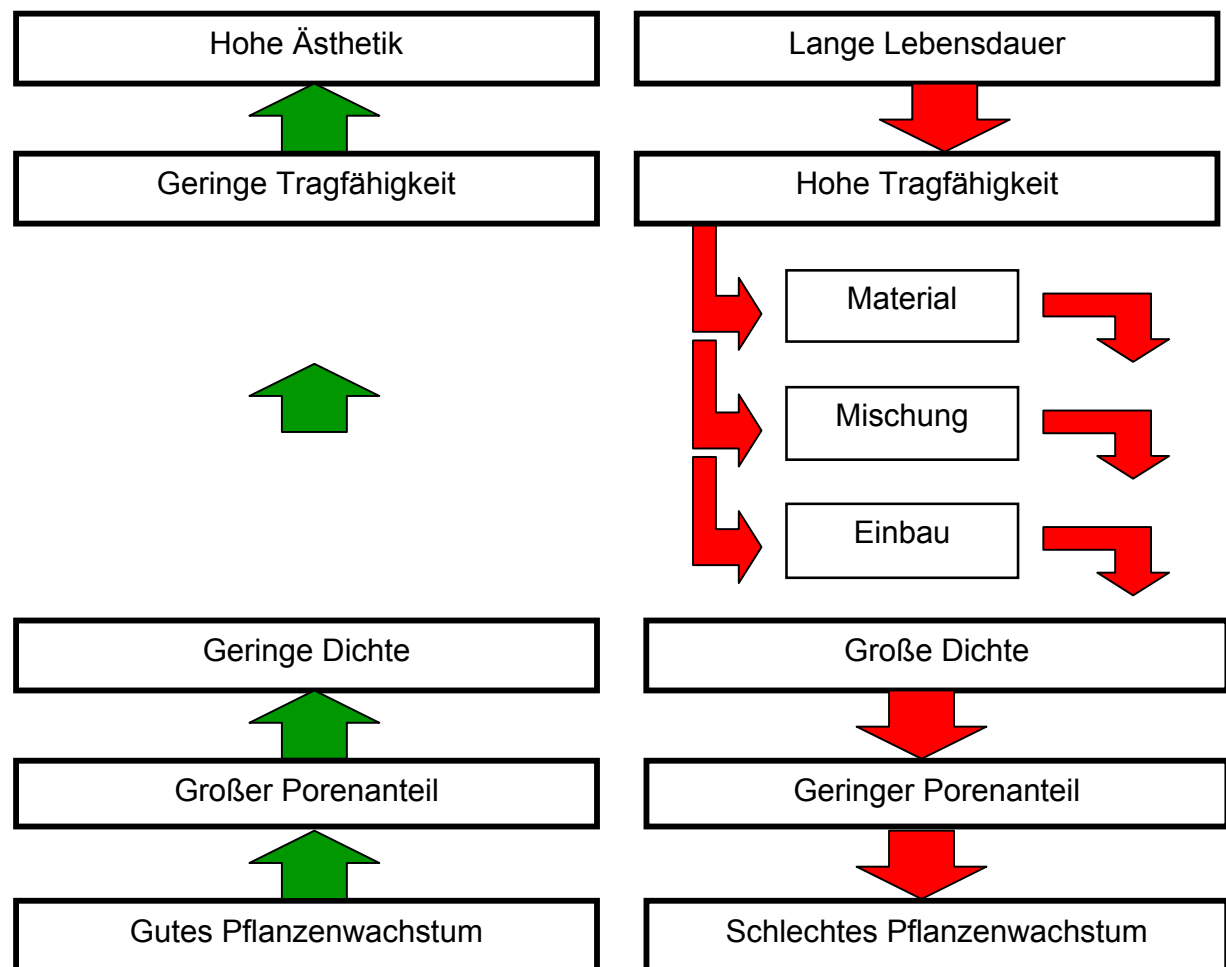 Hohe Ästhetik
Lange Lebensdauer
Geringe Tragfähigkeit
Hohe Tragfähigkeit
Material
Mischung
Einbau
Geringe Dichte
Große Dichte
Großer Porenanteil
Geringer Porenanteil
Gutes Pflanzenwachstum
Schlechtes Pflanzenwachstum